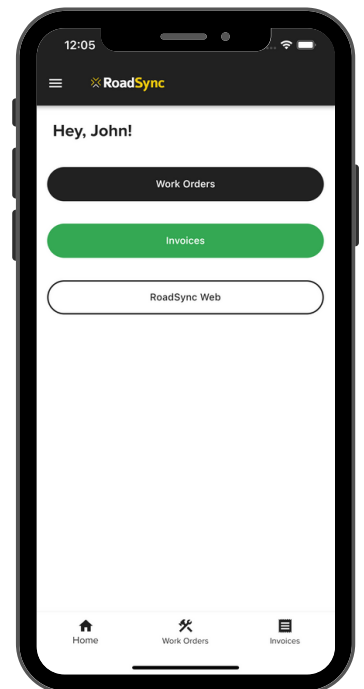 12:05
RoadSync
Hey, John!
Work Orders
Invoices
RoadSync Web
Home Work Orders Invoices